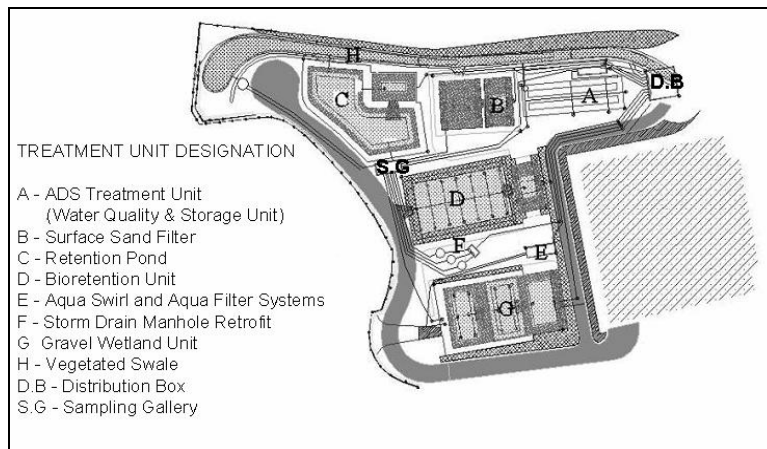 H
D.B
C
A
B
TREATMENT UNIT DESIGNATION
S.G
A - ADS Treatment Unit
(Water Quality & Storage Unit)
D
B - Surface Sand Filter
C - Retention Pond
F
E
D - Bioretention Unit
E - Aqua Swirl and Aqua Filter Systems
F - Storm Drain Manhole Retrofit
G
G Gravel Wetland Unit
H - Vegetated Swale
D.B - Distribution Box
S.G - Sampling Gallery